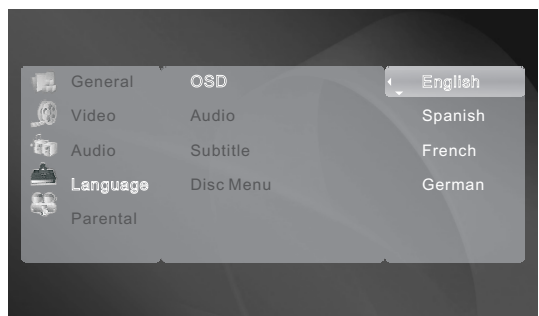 General
Video
Audio
Language
Parental
OSD
Audio
Subtitle
Disc Menu
English
Spanish
French
German